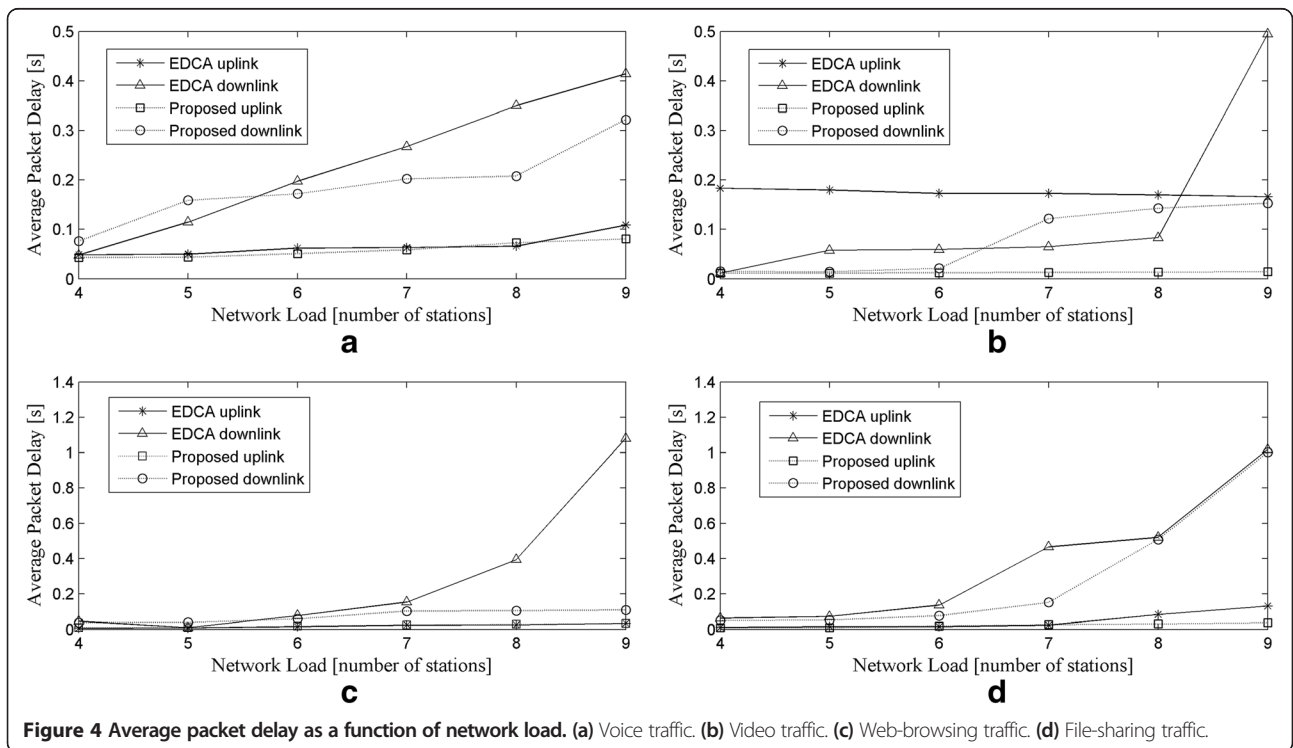 0.5
0.4
0.3
0.2
0.1
0
Average Packet Delay [s]
EDCA uplink
EDCA downlink
Proposed uplink
Proposed downlink
4 5 6 7 8 9
Network Load [number of stations]
a
0.5
0.4
0.3
0.2
0.1
0
Average Packet Delay [s]
EDCA uplink
EDCA downlink
Proposed uplink
Proposed downlink
4 5 6 7 8 9
Network Load [number of stations]
b
1.4
1.2
1
0.8
0.6
0.4
0.2
0
Average Packet Delay [s]
EDCA uplink
EDCA downlink
Proposed uplink
Proposed downlink
4 5 6 7 8 9
Network Load [number of stations]
c
1.4
1.2
1
0.8
0.6
0.4
0.2
0
Average Packet Delay [s]
EDCA uplink
EDCA downlink
Proposed uplink
Proposed downlink
4 5 6 7 8 9
Network Load [number of stations]
d
Figure 4 Average packet delay as a function of network load. (a) Voice traffic. (b) Video traffic. (c) Web-browsing traffic. (d) File-sharing traffic.